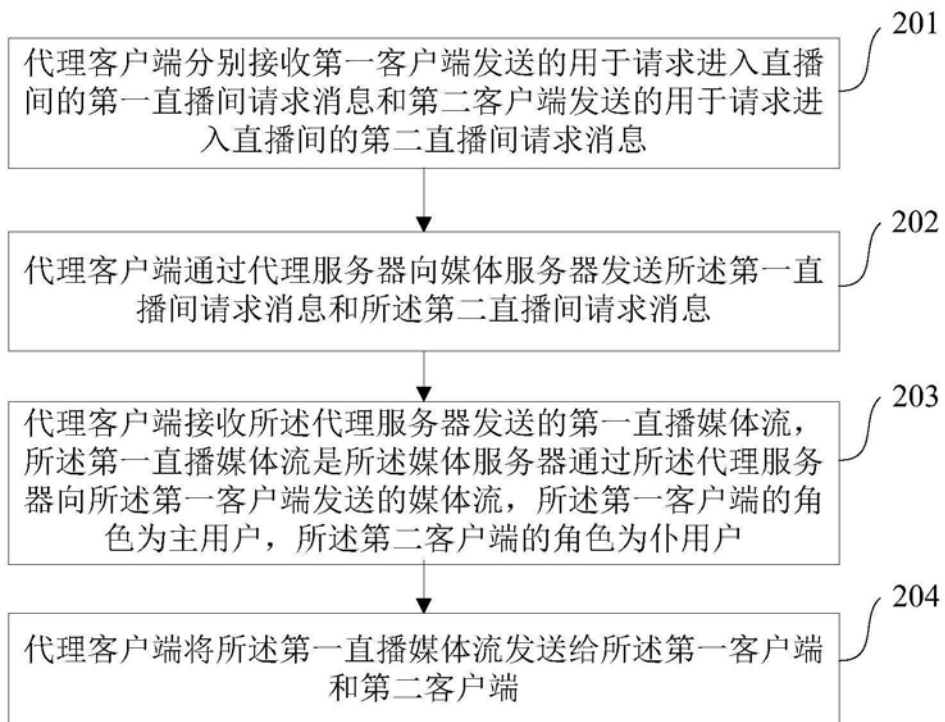 201
代理客户端分别接收第一客户端发送的用于请求进入直播
间的第一直播间请求消息和第二客户端发送的用于请求进
入直播间的第二直播间请求消息
202
代理客户端通过代理服务器向媒体服务器发送所述第一直
播间请求消息和所述第二直播间请求消息
203
代理客户端接收所述代理服务器发送的第一直播媒体流，
所述第一直播媒体流是所述媒体服务器通过所述代理服务
器向所述第一客户端发送的媒体流，所述第一客户端的角
色为主用户，所述第二客户端的角色为仆用户
204
代理客户端将所述第一直播媒体流发送给所述第一客户端
和第二客户端